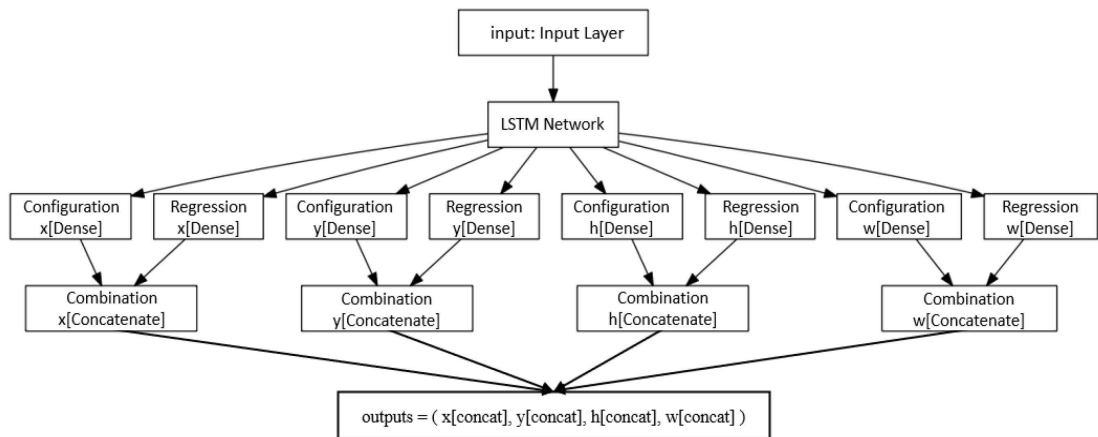 input: Input Layer
LSTM Network
Configuration
x[Dense]
Regression
x[Dense]
Configuration
y[Dense]
Regression
y[Dense]
Configuration
h[Dense]
Regression
h[Dense]
Configuration
w[Dense]
Regression
w[Dense]
Combination
x[Concatenate]
Combination
y[Concatenate]
Combination
h[Concatenate]
Combination
w[Concatenate]
outputs = ( x[concat], y[concat], h[concat], w[concat] )